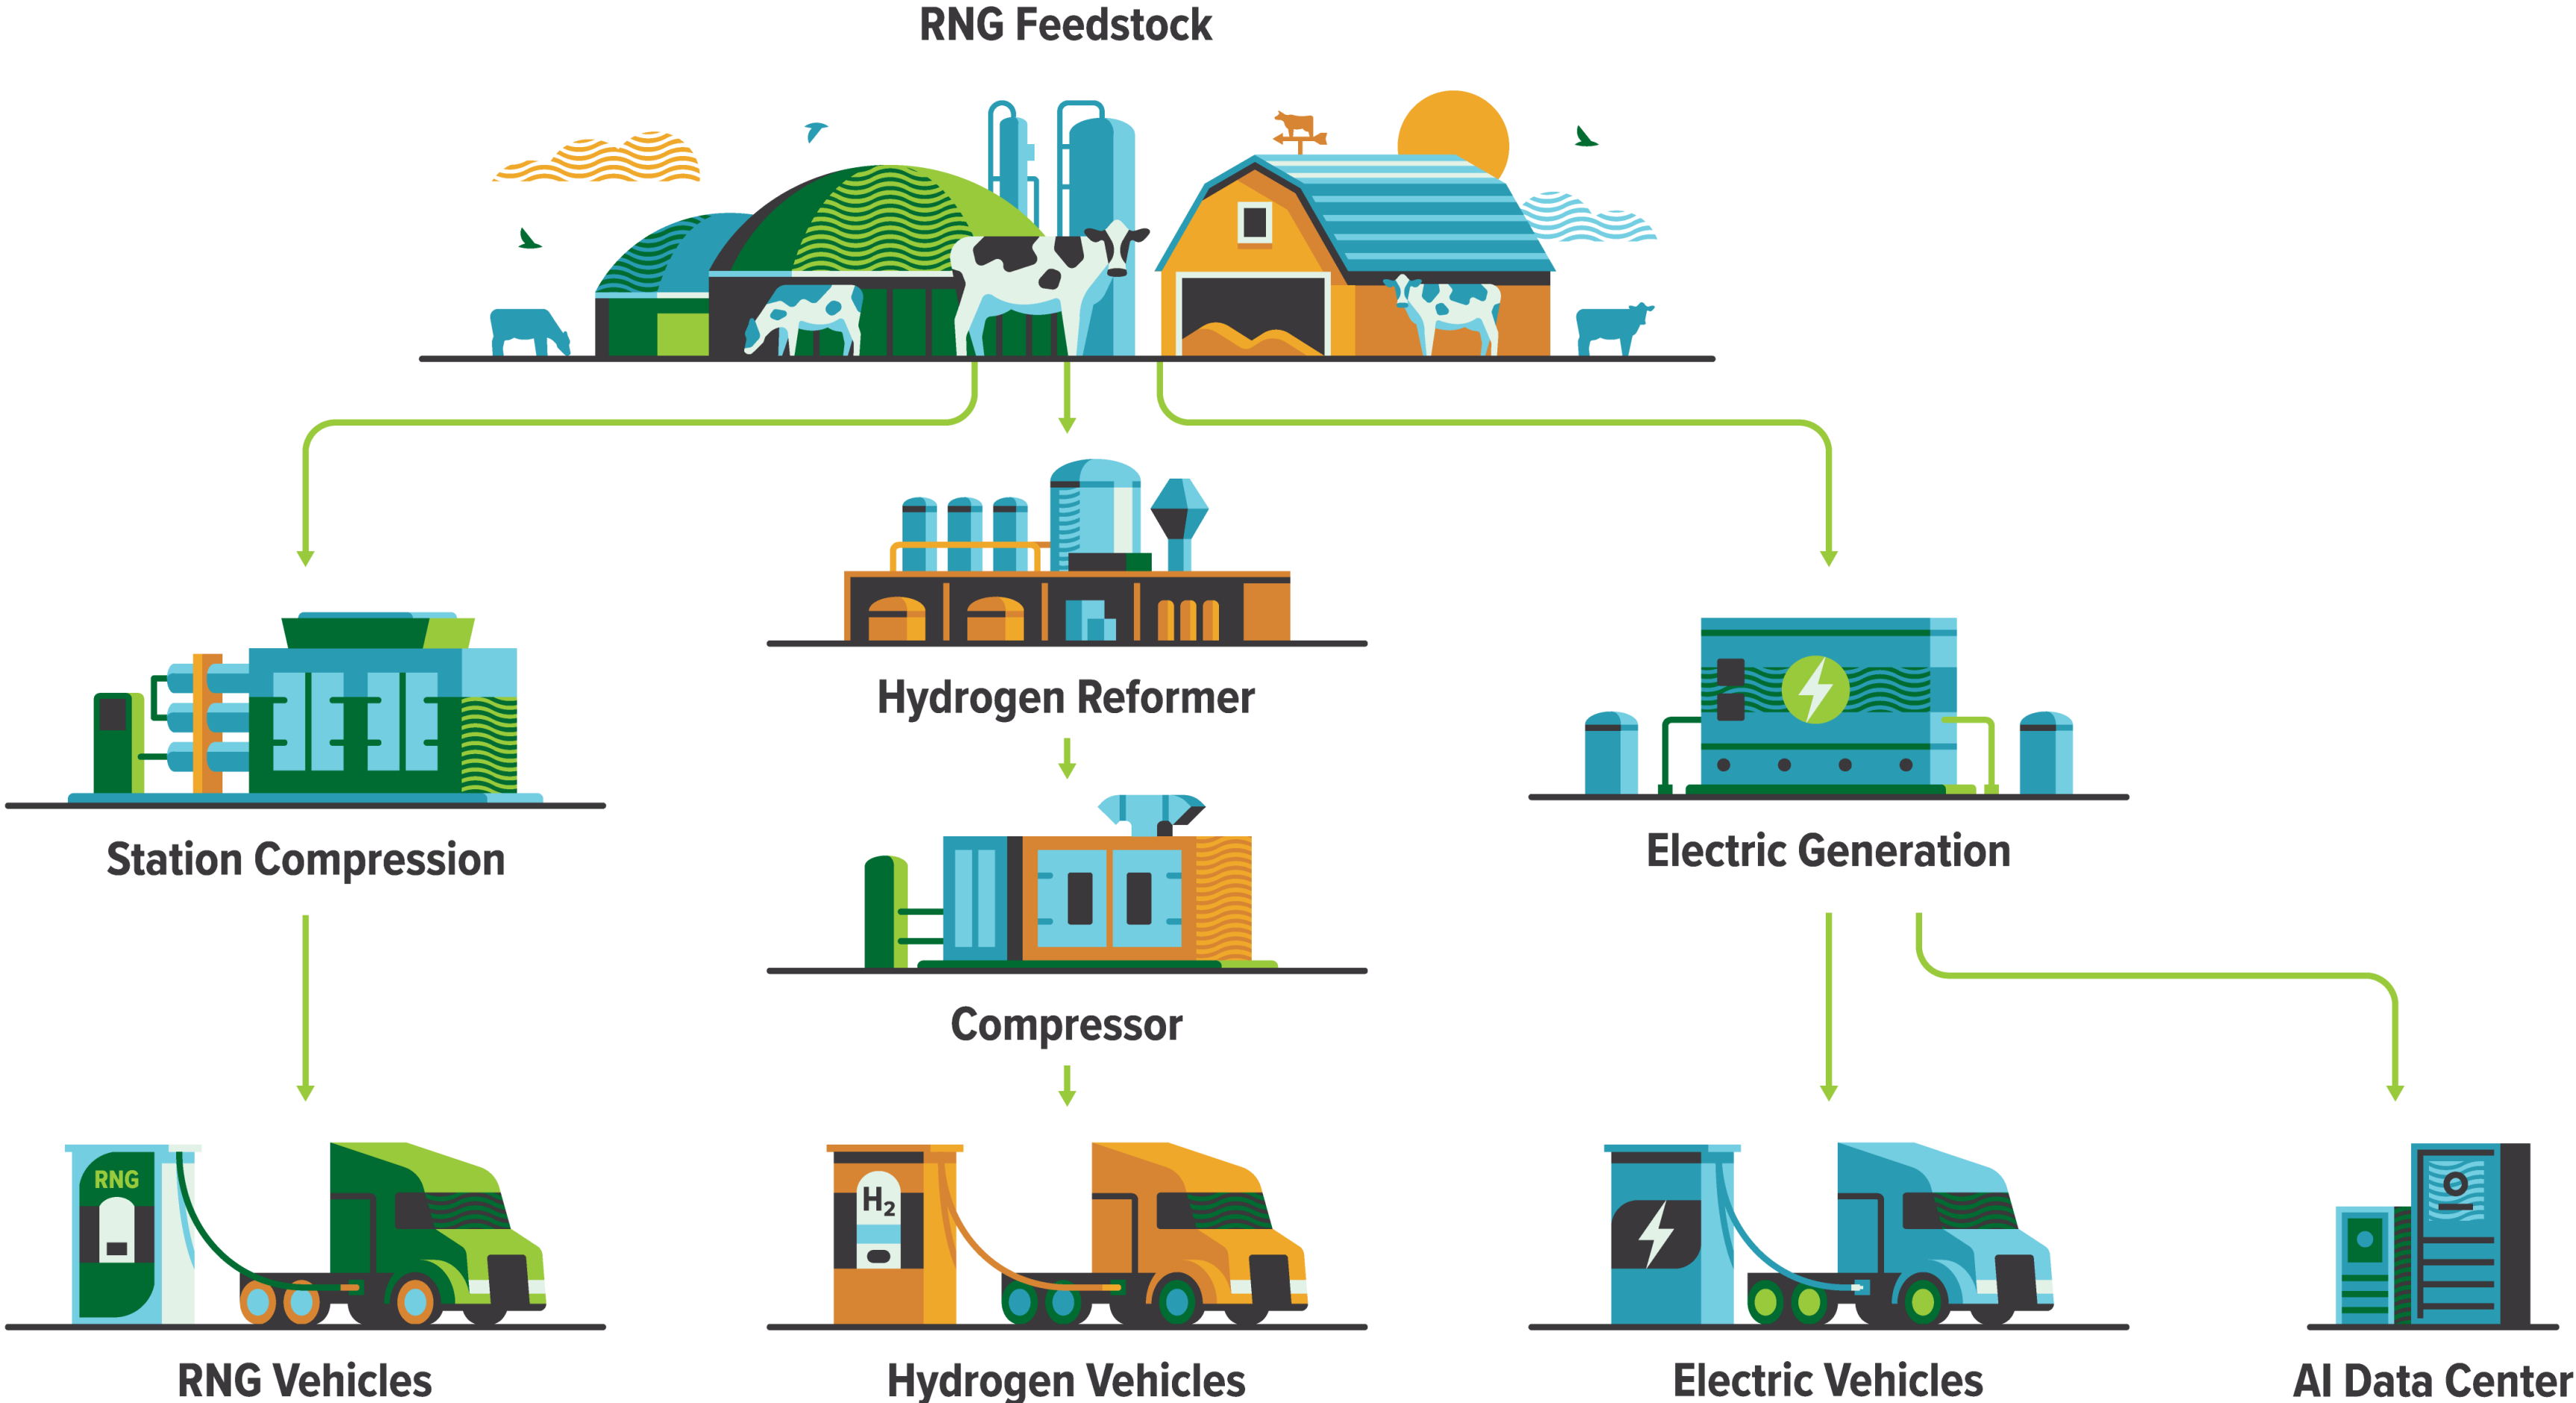 RNG Feedstock
Hydrogen Reformer
Station Compression
Electric Generation
Compressor
RNG
H₂
RNG Vehicles
Hydrogen Vehicles
Electric Vehicles
AI Data Center